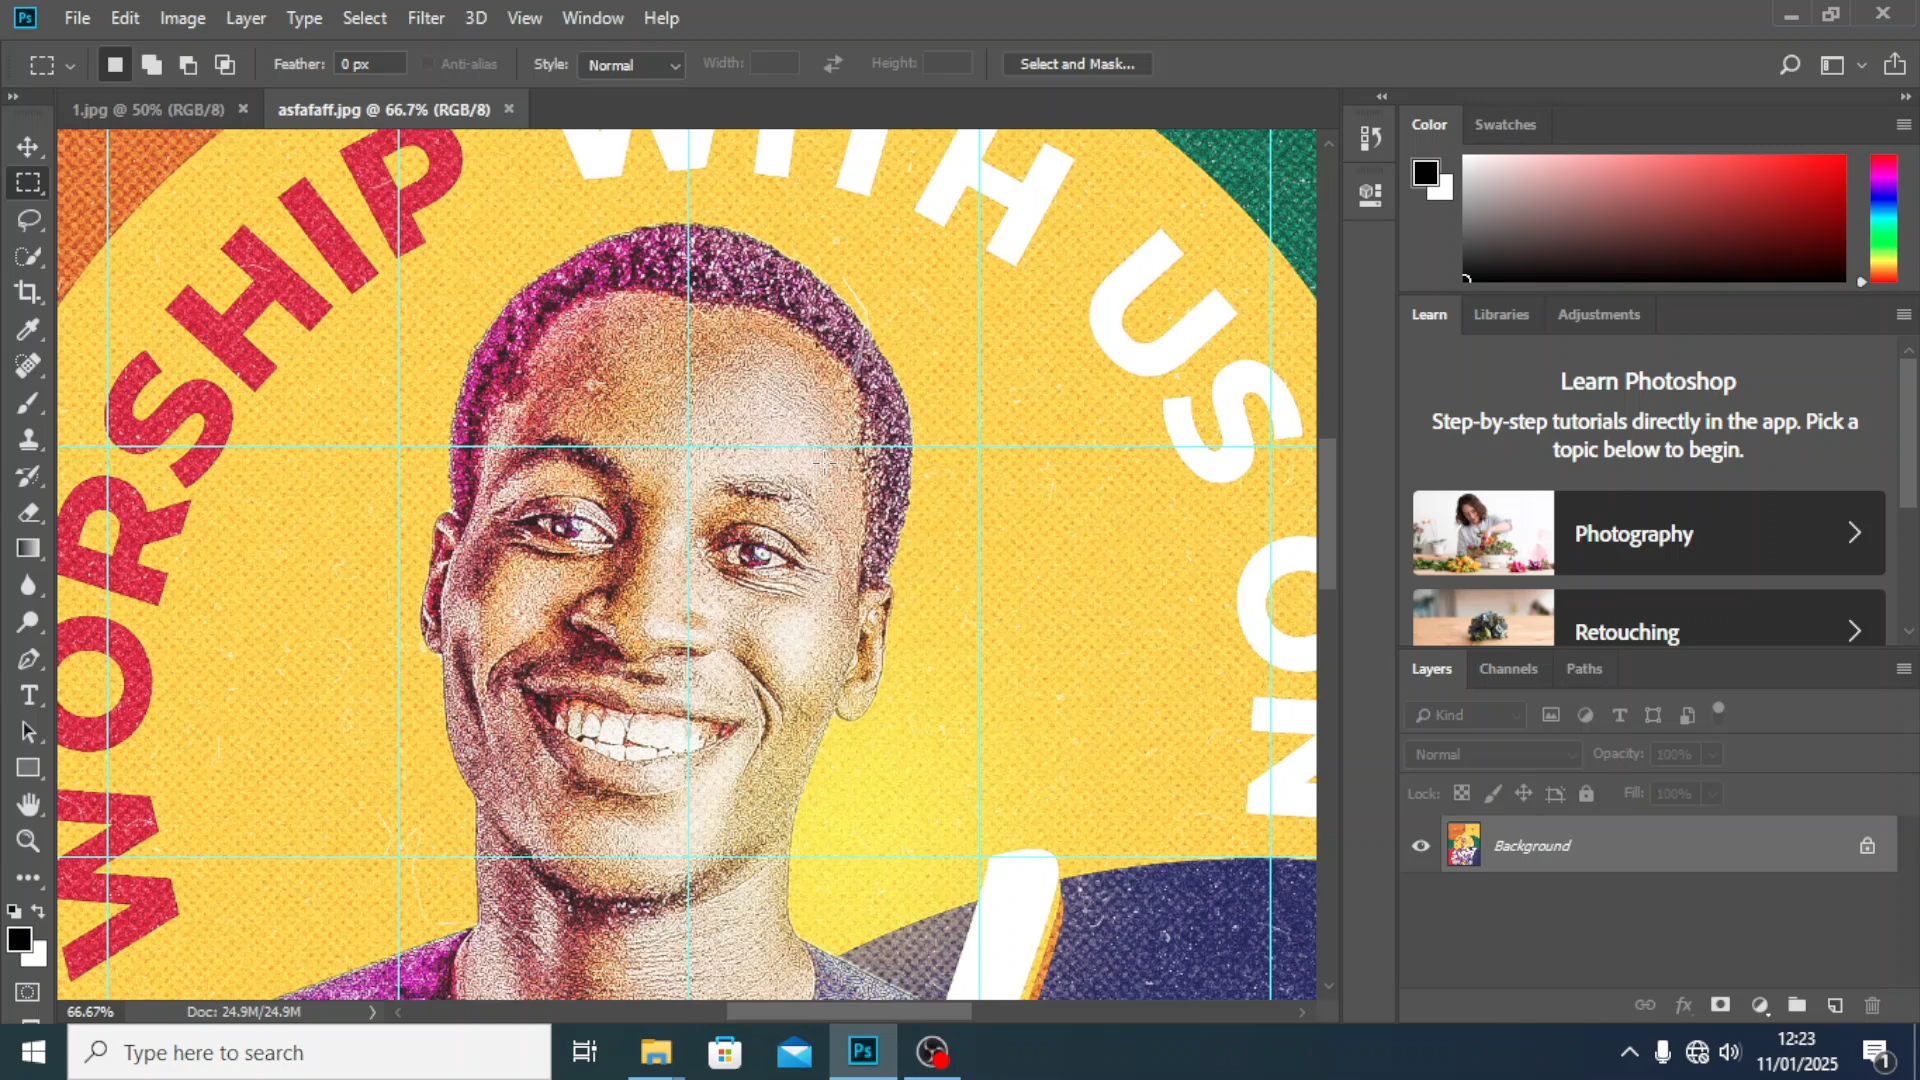 Ps
File Edit Image Layer Type Select Filter 3D View Window Help
Feather: 0 px Anti-alias Style: Normal Width: Height: Select and Mask...
1.jpg @ 50% (RGB/8) asfafaff.jpg @ 66.7% (RGB/8)
WORSHIP WITH US ON
Color Swatches
Learn Libraries Adjustments
Learn Photoshop
Step-by-step tutorials directly in the app. Pick a
topic below to begin.
Photography
Retouching
Layers Channels Paths
Kind
Normal Opacity: 100%
Lock: Fill: 100%
Background
66.67% Doc: 24.9M/24.9M
Type here to search
Ps
12:23
11/01/2025
1